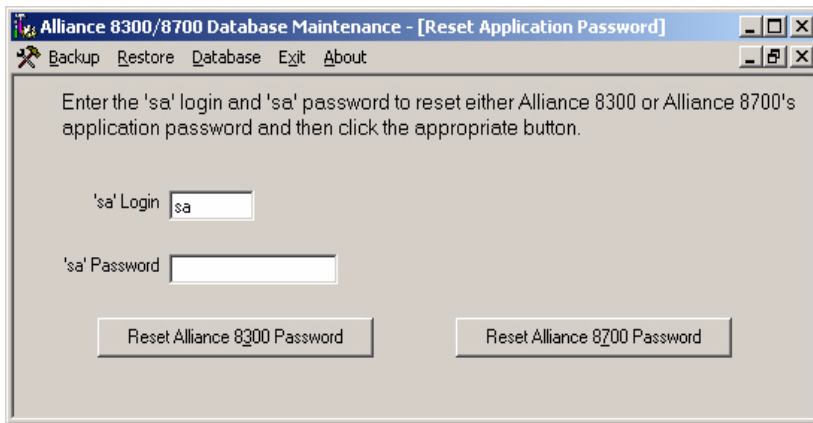 Alliance 8300/8700 Database Maintenance - [Reset Application Password]
Backup Restore Database Exit About
Enter the 'sa' login and 'sa' password to reset either Alliance 8300 or Alliance 8700's
application password and then click the appropriate button.
'sa' Login sa
'sa' Password
Reset Alliance 8300 Password Reset Alliance 8700 Password